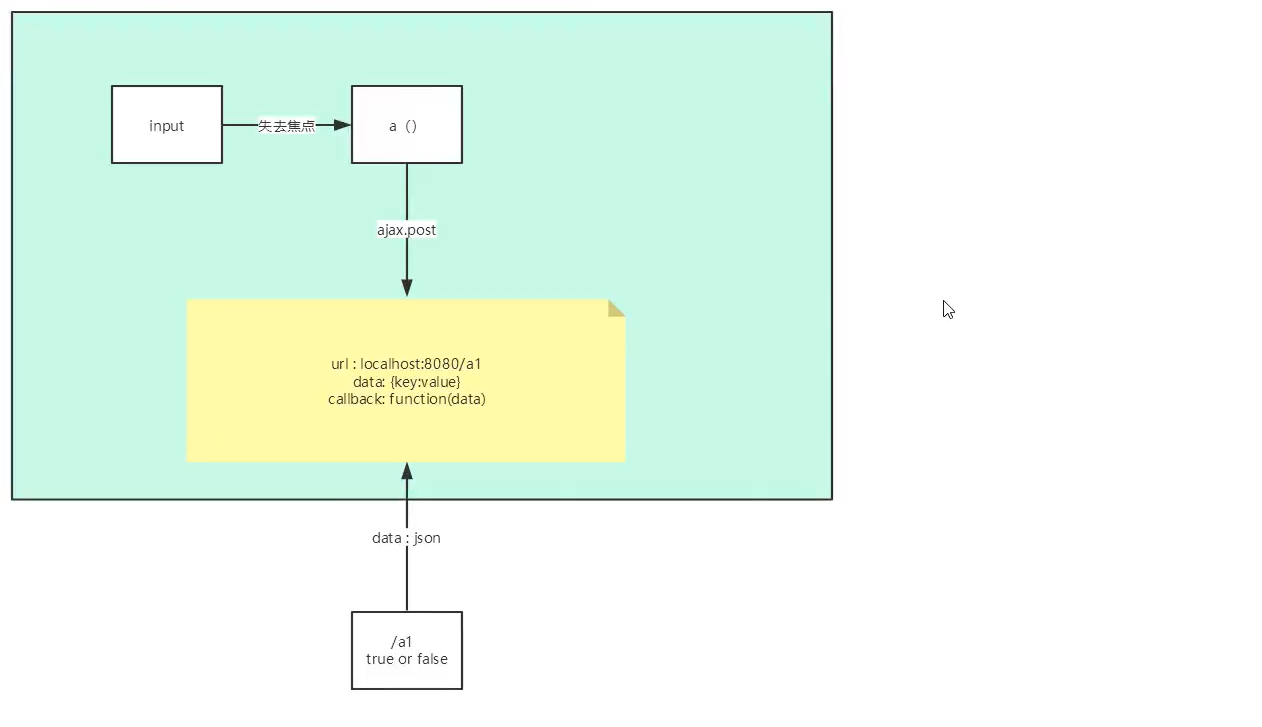 input
失去焦点
a（）
ajax.post
url : localhost:8080/a1
data: {key:value}
callback: function(data)
data : json
/a1
true or false